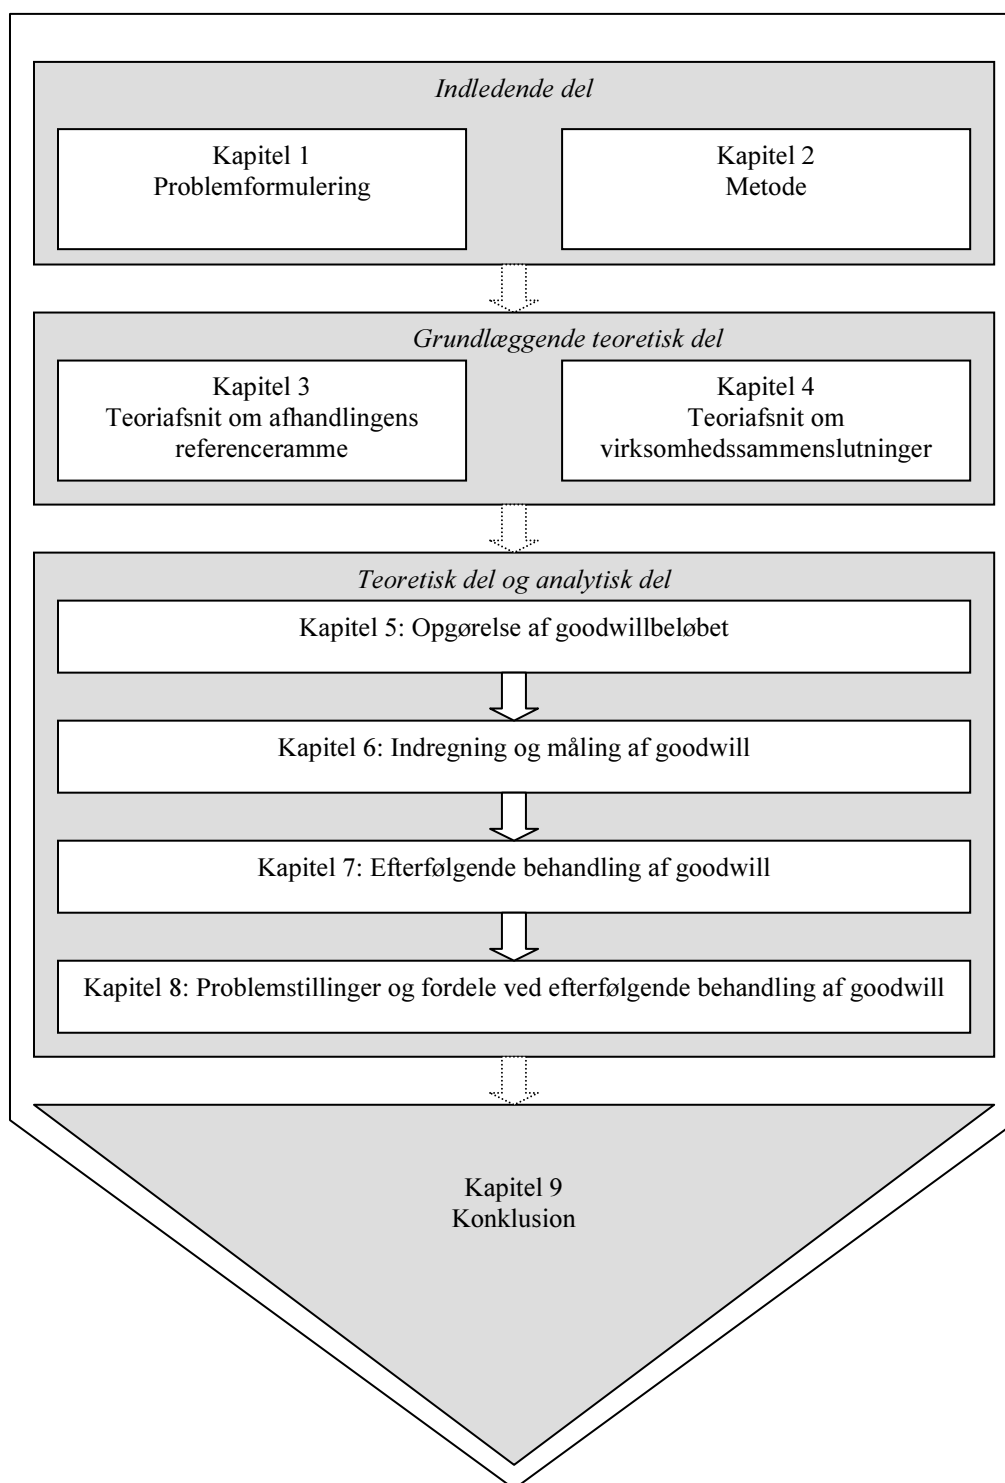 Indledende del
Kapitel 1
Problemformulering
Kapitel 2
Metode
Grundlæggende teoretisk del
Kapitel 3
Teoriafsnit om afhandlingens
referenceramme
Kapitel 4
Teoriafsnit om
virksomhedssammenslutninger
Teoretisk del og analytisk del
Kapitel 5: Opgørelse af goodwillbeløbet
Kapitel 6: Indregning og måling af goodwill
Kapitel 7: Efterfølgende behandling af goodwill
Kapitel 8: Problemstillinger og fordele ved efterfølgende behandling af goodwill
Kapitel 9
Konklusion